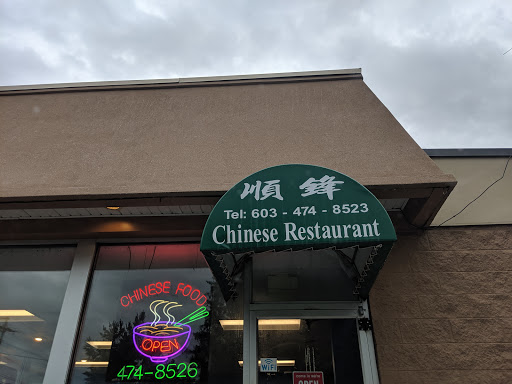 順鋒
Tel: 603 - 474 - 8523
Chinese Restaurant
CHINESE FOOD
OPEN
474-8526
WiFi
OPEN